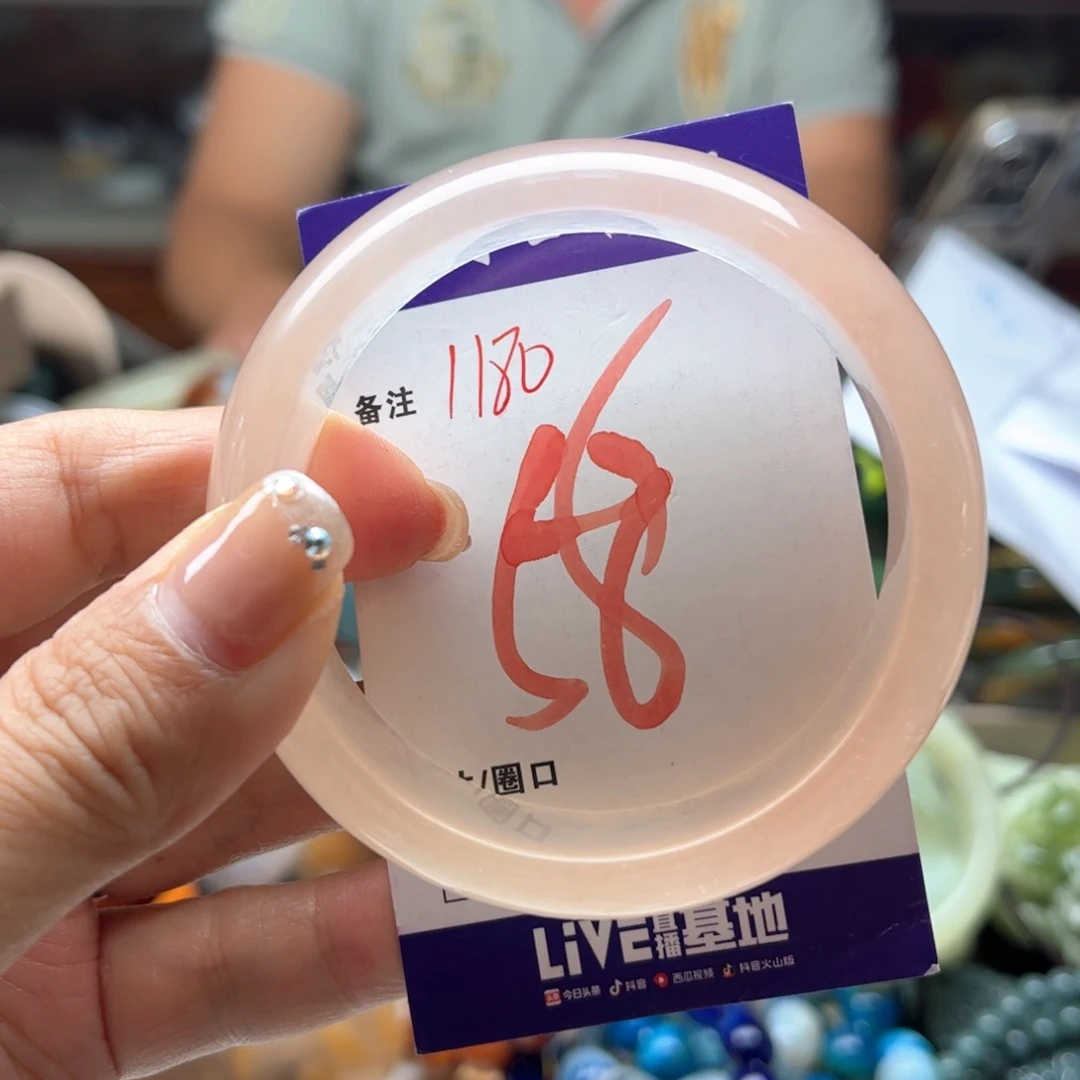 备注 1180
58
/圈口
LiVE直播基地
今日头条 抖音 西瓜视频 抖音火山版